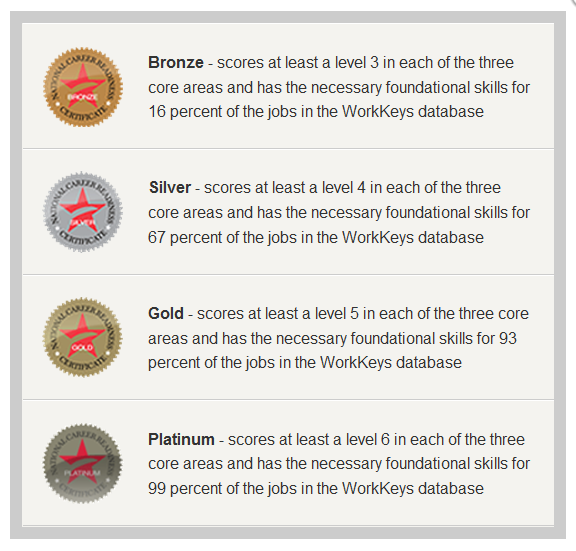 NATIONAL CAREER READINESS
BRONZE
CERTIFICATE
Bronze - scores at least a level 3 in each of the three
core areas and has the necessary foundational skills for
16 percent of the jobs in the WorkKeys database
NATIONAL CAREER READINESS
SILVER
CERTIFICATE
Silver - scores at least a level 4 in each of the three
core areas and has the necessary foundational skills for
67 percent of the jobs in the WorkKeys database
NATIONAL CAREER READINESS
GOLD
CERTIFICATE
Gold - scores at least a level 5 in each of the three core
areas and has the necessary foundational skills for 93
percent of the jobs in the WorkKeys database
NATIONAL CAREER READINESS
PLATINUM
CERTIFICATE
Platinum - scores at least a level 6 in each of the three
core areas and has the necessary foundational skills for
99 percent of the jobs in the WorkKeys database